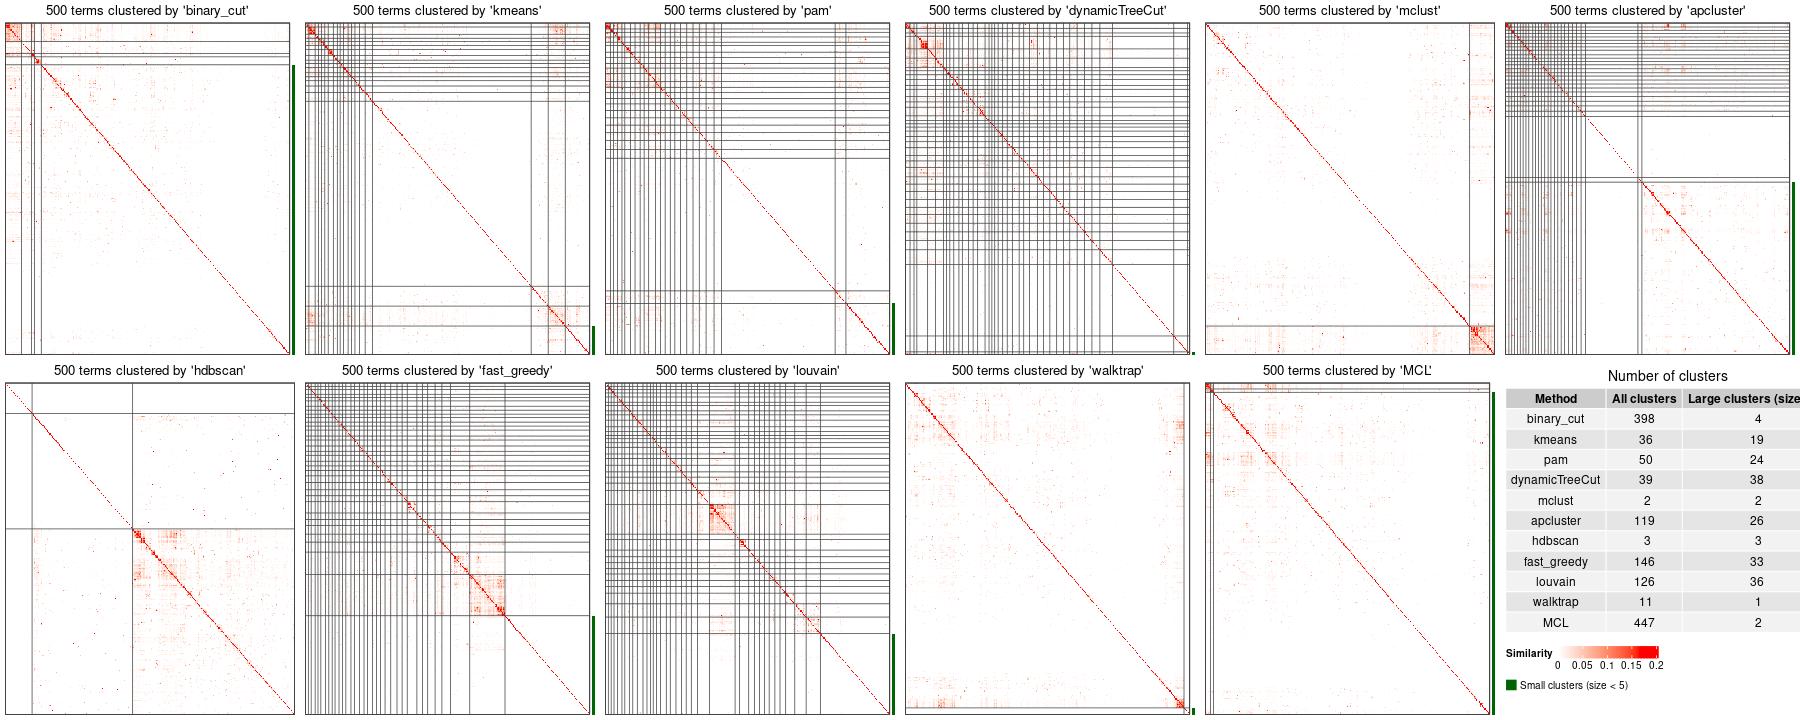 500 terms clustered by 'binary_cut'
500 terms clustered by 'kmeans'
500 terms clustered by 'pam'
500 terms clustered by 'dynamicTreeCut'
500 terms clustered by 'mclust'
500 terms clustered by 'apcluster'
500 terms clustered by 'hdbscan'
500 terms clustered by 'fast_greedy'
500 terms clustered by 'louvain'
500 terms clustered by 'walktrap'
500 terms clustered by 'MCL'
Number of clusters
Method All clusters Large clusters (size
binary_cut 398 4
kmeans 36 19
pam 50 24
dynamicTreeCut 39 38
mclust 2 2
apcluster 119 26
hdbscan 3 3
fast_greedy 146 33
louvain 126 36
walktrap 11 1
MCL 447 2
Similarity
0 0.05 0.1 0.15 0.2
Small clusters (size < 5)